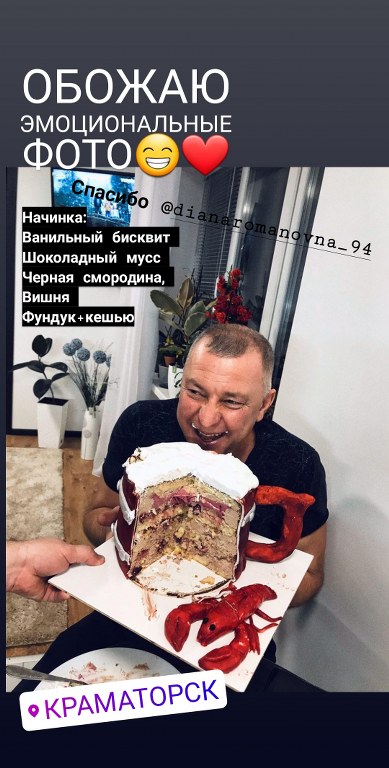 ОБОЖАЮ
ЭМОЦИОНАЛЬНЫЕ
ФОТО😁❤️
Спасибо @dianaromanovna_94
Начинка:
Ванильный бисквит
Шоколадный мусс
Черная смородина,
Вишня
Фундук+кешью
КРАМАТОРСК